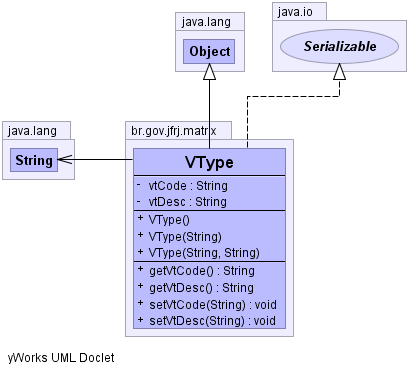 java.lang
Object
java.io
Serializable
java.lang
String
br.gov.jfrj.matrix
VType
- vtCode : String
- vtDesc : String
+ VType()
+ VType(String)
+ VType(String, String)
+ getVtCode() : String
+ getVtDesc() : String
+ setVtCode(String) : void
+ setVtDesc(String) : void
yWorks UML Doclet